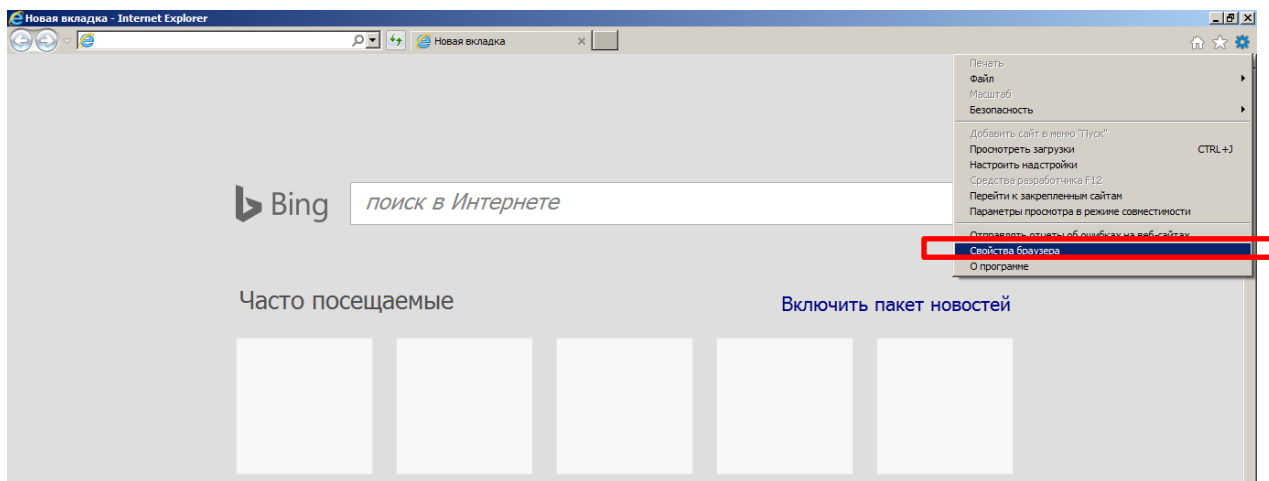 Новая вкладка - Internet Explorer
Новая вкладка
Печать
Файл
Масштаб
Безопасность
Добавить сайт в меню "Пуск"
Просмотреть загрузки CTRL+J
Настроить надстройки
Средства разработчика F12
Перейти к закрепленным сайтам
Параметры просмотра в режиме совместимости
Отправлять отчеты об ошибках на веб-сайтах
Свойства браузера
О программе
Bing
поиск в Интернете
Часто посещаемые
Включить пакет новостей